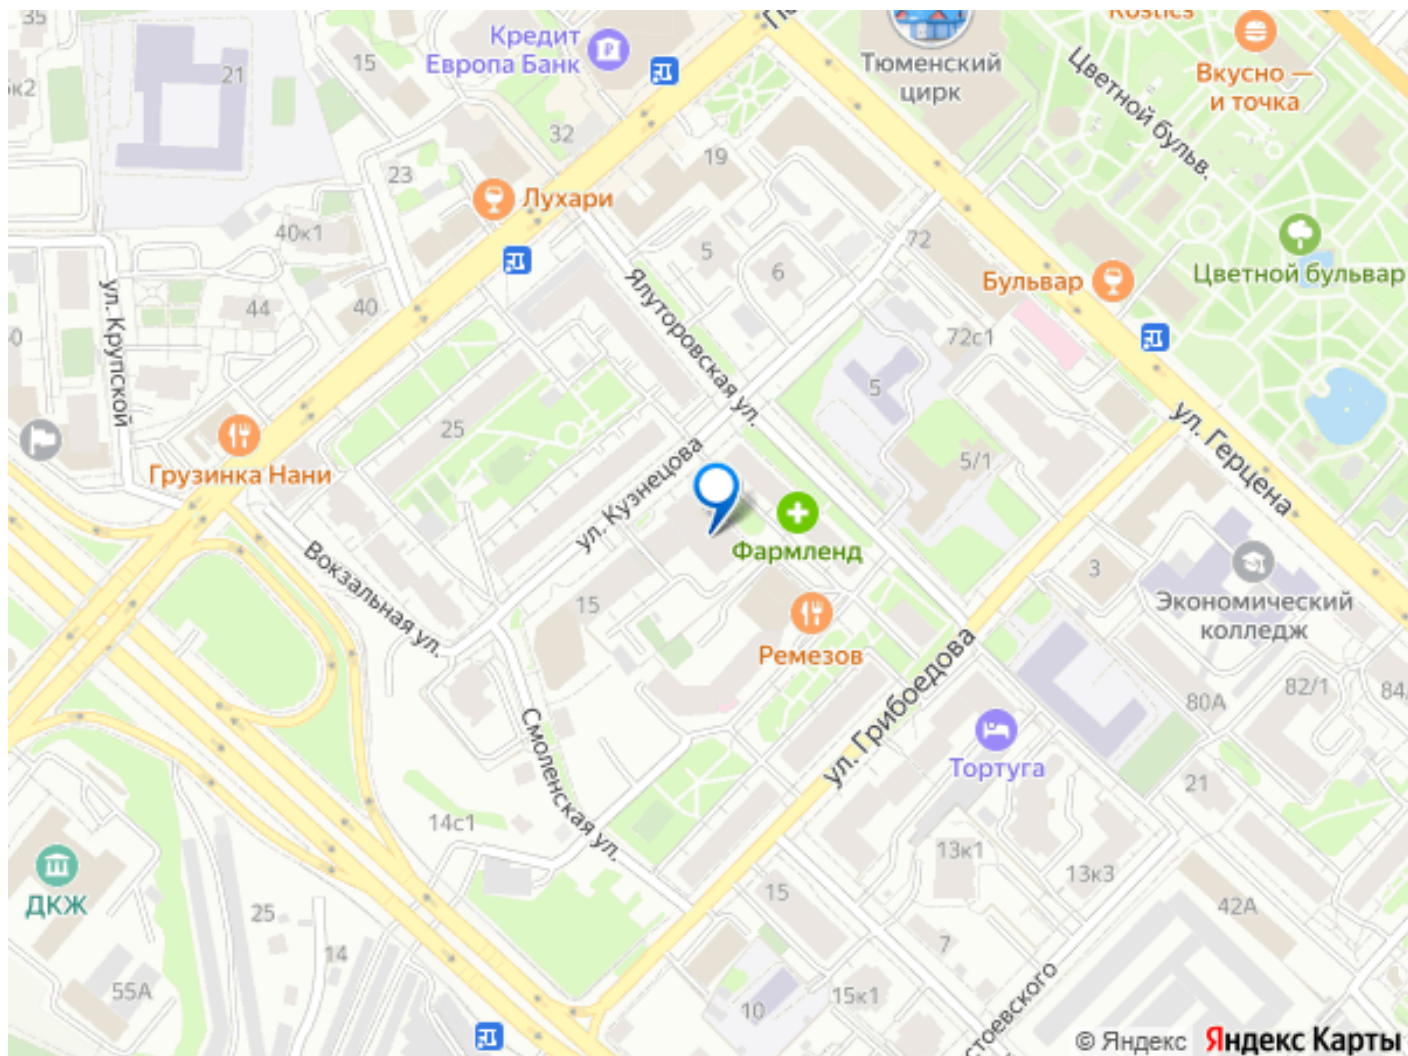 35
Кредит
Европа Банк
15
21
Тюменский
цирк
Rostics
Вкусно —
и точка
Цветной бульв.
32
19
23
Лухари
40к1
5
6
72
Цветной бульвар
Бульвар
ул. Крупской
44
40
Ялуторовская ул.
72с1
5
25
5/1
ул. Герцена
Грузинка Нани
ул. Кузнецова
Фармленд
Вокзальная ул.
15
3
Экономический
колледж
Ремезов
80А
82/1
84/
ул. Грибоедова
Тортуга
Смоленская ул.
21
14с1
13к1
13к3
15
42А
ДКЖ
25
14
7
55А
10
15к1
стоевского
© Яндекс
Яндекс Карты